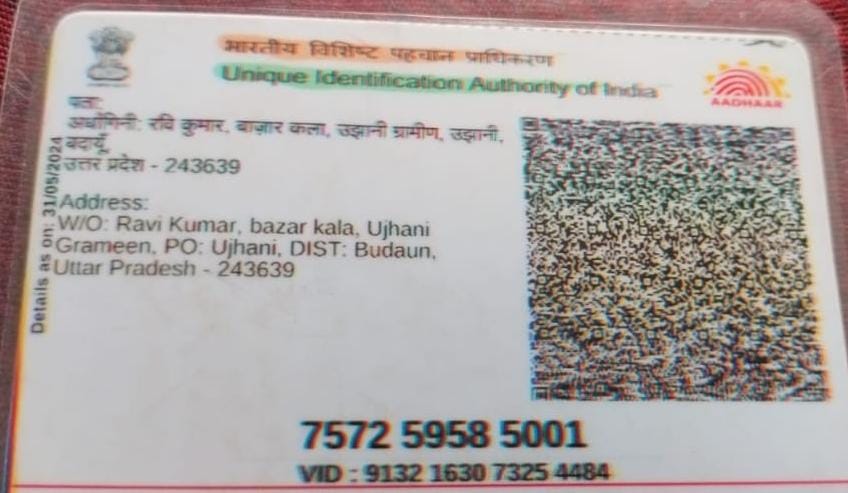 भारतीय विशिष्ट पहचान प्राधिकरण
Unique Identification Authority of India
AADHAAR
पता:
अर्धांगिनी: रवि कुमार, बाज़ार कला, उझानी ग्रामीण, उझानी,
बदायूँ,
उत्तर प्रदेश - 243639
Address:
W/O: Ravi Kumar, bazar kala, Ujhani
Grameen, PO: Ujhani, DIST: Budaun,
Uttar Pradesh - 243639
Details as on: 31/05/2024
7572 5958 5001
VID : 9132 1630 7325 4484